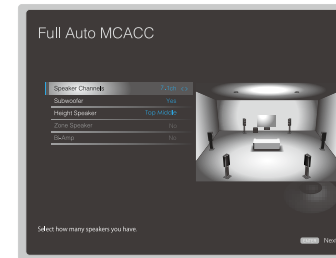 Full Auto MCACC
Speaker Channels
Subwoofer Yes
Height Speaker Top Middle
Zone Speaker No
Bi-Amp No
Select how many speakers you have.
Next